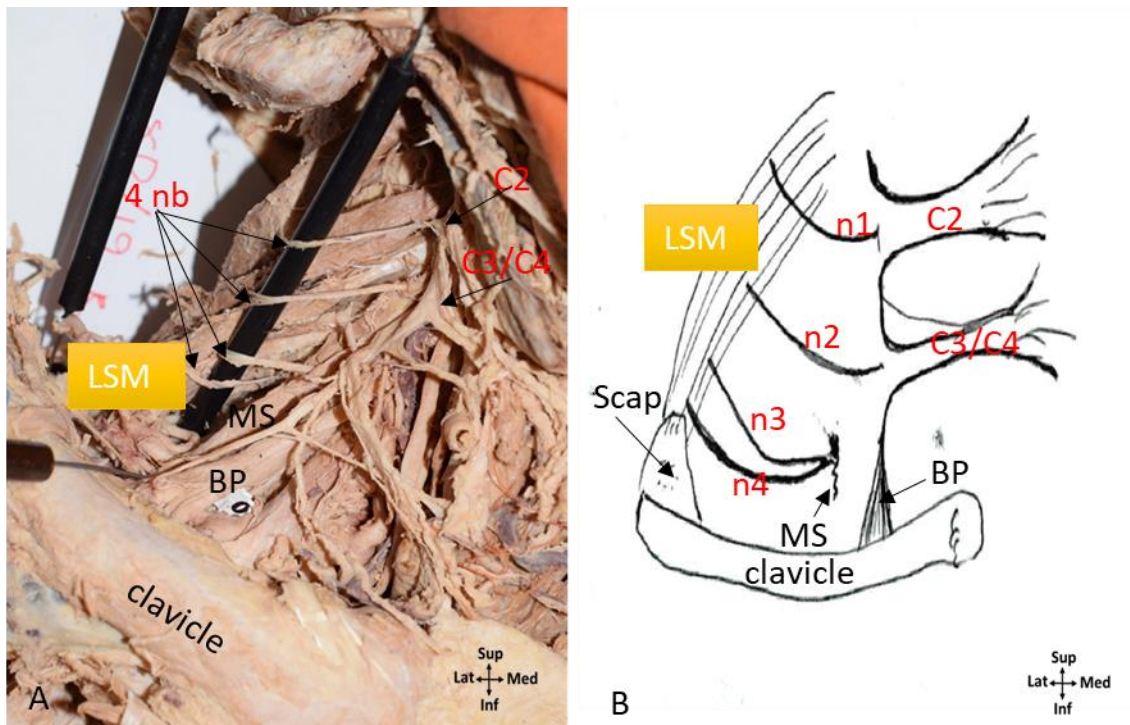 4 nb
C2
C3/C4
LSM
MS
BP
clavicle
Sup
Lat
Med
Inf
A
LSM
n1
C2
n2
C3/C4
Scap
n3
n4
BP
MS
clavicle
Sup
Lat
Med
Inf
B